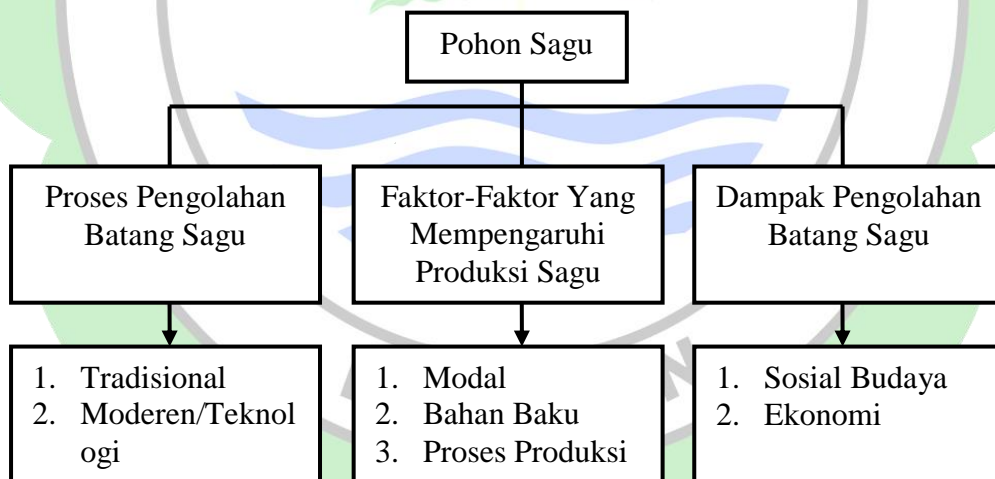 Pohon Sagu
Proses Pengolahan
Batang Sagu
Faktor-Faktor Yang
Mempengaruhi
Produksi Sagu
Dampak Pengolahan
Batang Sagu
1. Tradisional
2. Moderen/Teknol
ogi
1. Modal
2. Bahan Baku
3. Proses Produksi
1. Sosial Budaya
2. Ekonomi